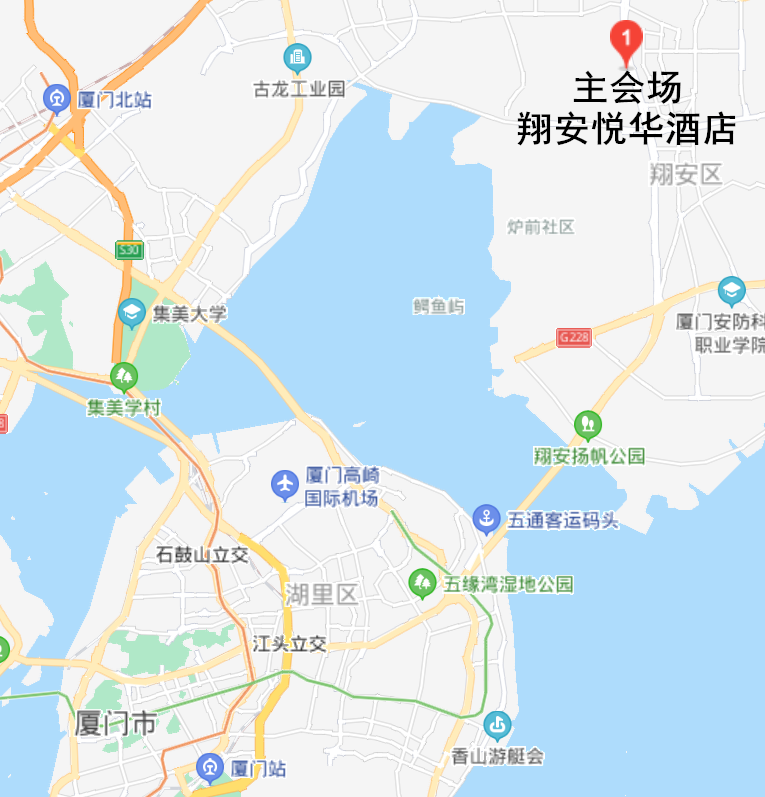 1
主会场
翔安悦华酒店
古龙工业园
厦门北站
翔安区
炉前社区
S30
鳄鱼屿
集美大学
厦门安防科
职业学院
G228
集美学村
翔安扬帆公园
厦门高崎
国际机场
五通客运码头
石鼓山立交
五缘湾湿地公园
湖里区
江头立交
厦门市
香山游艇会
厦门站